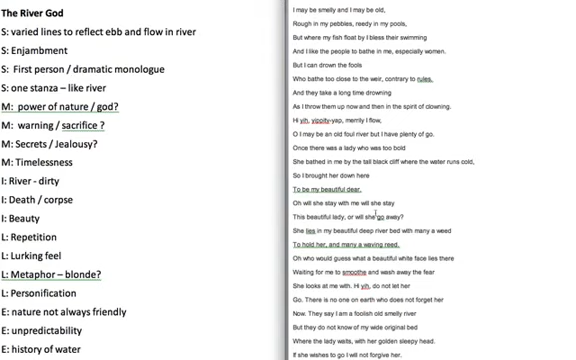 The River God
S: varied lines to reflect ebb and flow in river
S: Enjambment
S: First person / dramatic monologue
S: one stanza – like river
M: power of nature / god?
M: warning / sacrifice ?
M: Secrets / Jealousy?
M: Timelessness
I: River - dirty
I: Death / corpse
I: Beauty
L: Repetition
L: Lurking feel
L: Metaphor – blonde?
L: Personification
E: nature not always friendly
E: unpredictability
E: history of water
I may be smelly and I may be old,
Rough in my pebbles, reedy in my pools,
But where my fish float by I bless their swimming
And I like the people to bathe in me, especially women.
But I can drown the fools
Who bathe too close to the weir, contrary to rules.
And they take a long time drowning
As I throw them up now and then in the spirit of clowning.
Hi yih, yippity-yap, merrily I flow,
O I may be an old foul river but I have plenty of go.
Once there was a lady who was too bold
She bathed in me by the tall black cliff where the water runs cold,
So I brought her down here
To be my beautiful dear.
Oh will she stay with me will she stay
This beautiful lady, or will she go away?
She lies in my beautiful deep river bed with many a weed
To hold her, and many a waving reed.
Oh who would guess what a beautiful white face lies there
Waiting for me to smoothe and wash away the fear
She looks at me with. Hi yih, do not let her
Go. There is no one on earth who does not forget her
Now. They say I am a foolish old smelly river
But they do not know of my wide original bed
Where the lady waits, with her golden sleepy head.
If she wishes to go I will not forgive her.